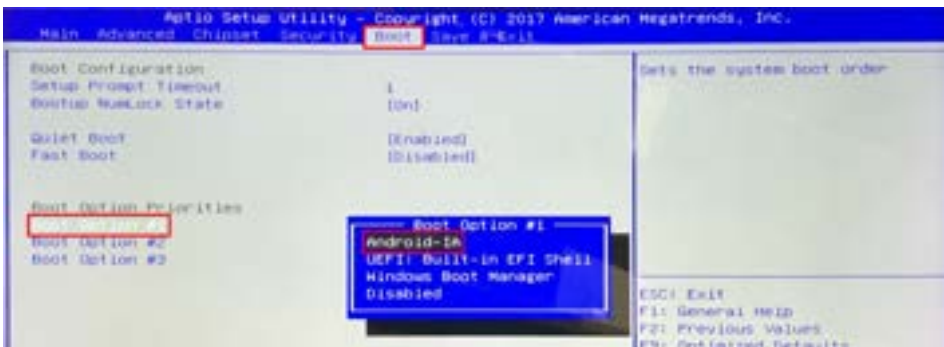 Aptio Setup Utility - Copyright (C) 2017 American Megatrends, Inc.
Main Advanced Chipset Security Boot Save & Exit
Boot Configuration
Setup Prompt Timeout 1
Bootup NumLock State [On]
Quiet Boot [Enabled]
Fast Boot [Disabled]
Boot Option Priorities
Boot Option #2
Boot Option #3
Boot Option #1
Android-IA
UEFI: Built-in EFI Shell
Windows Boot Manager
Disabled
Sets the system boot order
ESC: Exit
F1: General Help
F2: Previous Values
F3: Optimized Defaults